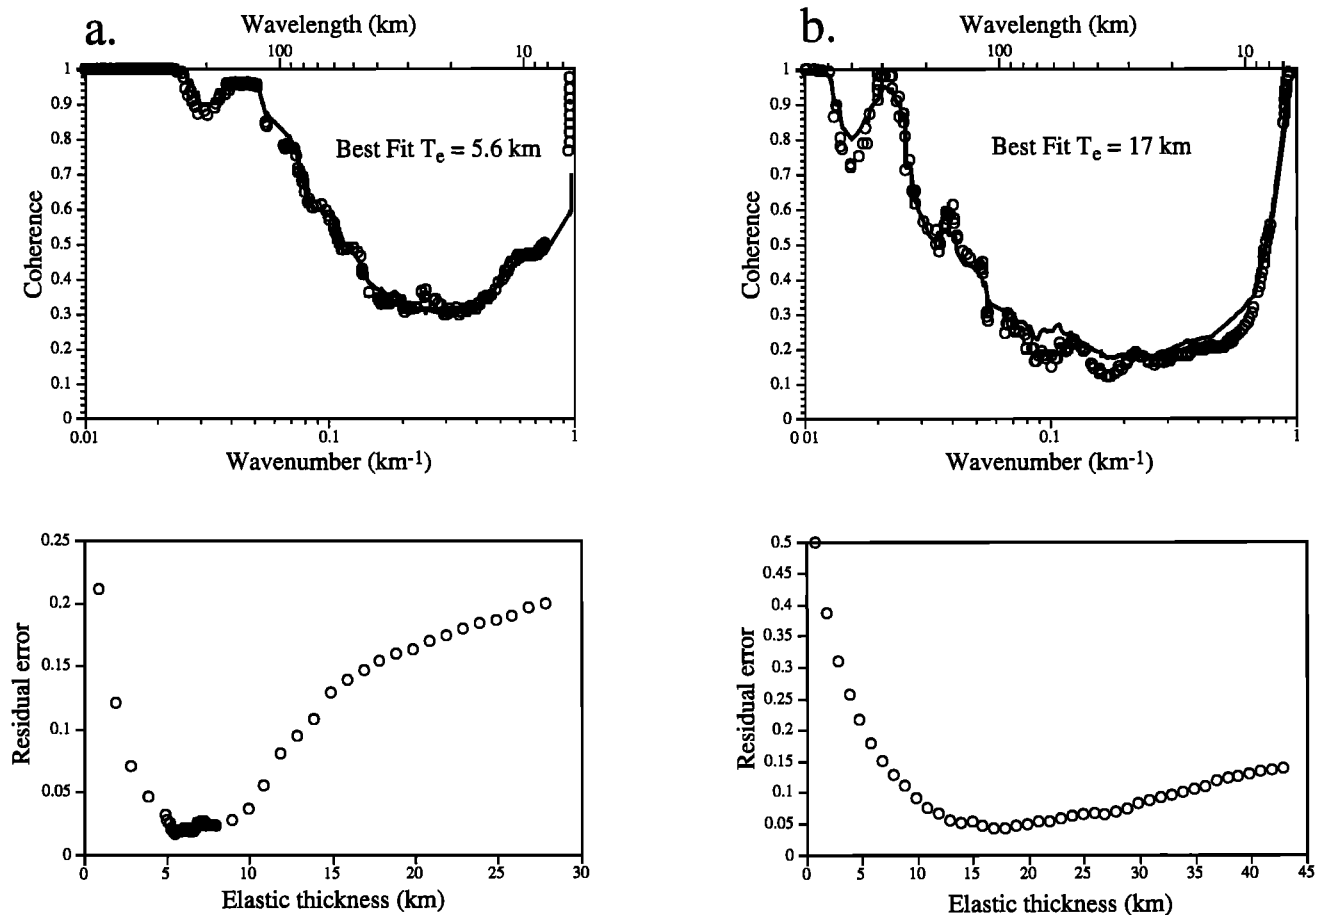 a.
Wavelength (km)
100 10
1
0.9
0.8
0.7
0.6
0.5
0.4
0.3
0.2
0.1
0
Coherence
Best Fit Te = 5.6 km
0.01 0.1 1
Wavenumber (km-1)
b.
Wavelength (km)
100 10
1
0.9
0.8
0.7
0.6
0.5
0.4
0.3
0.2
0.1
0
Coherence
Best Fit Te = 17 km
0 01 0.1 1
Wavenumber (km-1)
0.25
0.2
0.15
0.1
0.05
0
Residual error
0 5 10 15 20 25 30
Elastic thickness (km)
0.5
0.45
0.4
0.35
0.3
0.25
0.2
0.15
0.1
0.05
0
Residual error
0 5 10 15 20 25 30 35 40 45
Elastic thickness (km)